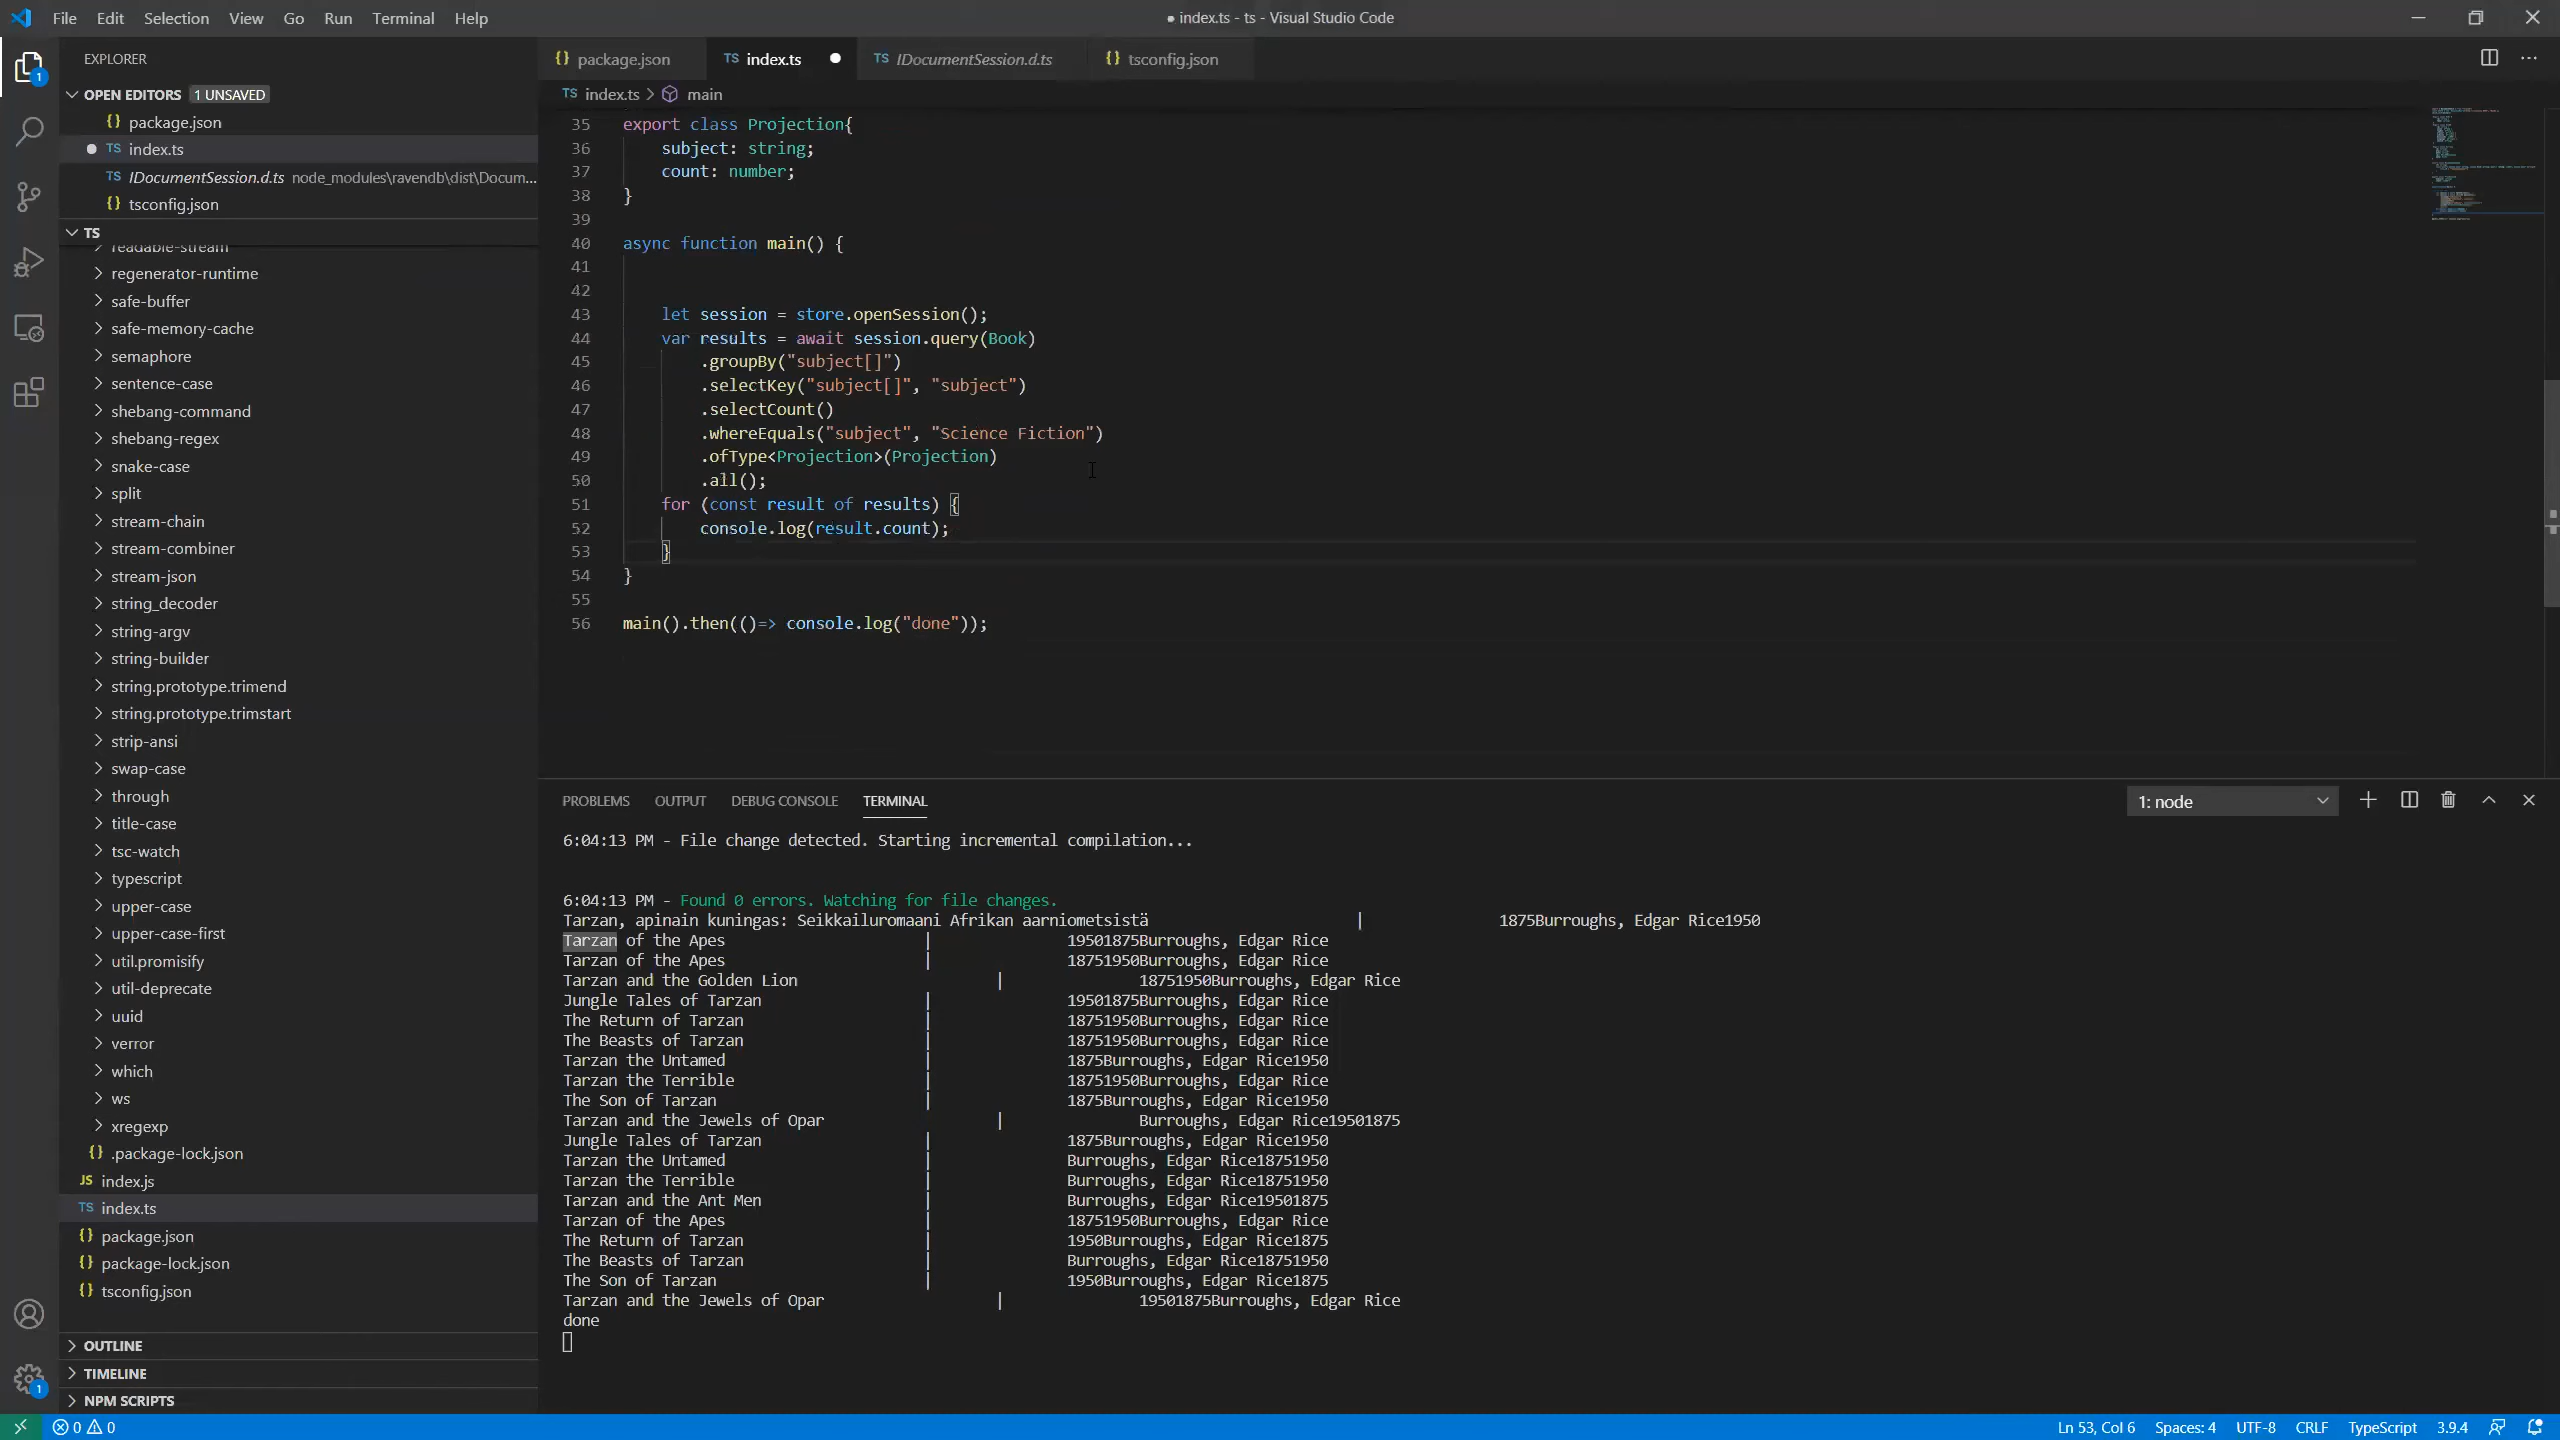 File Edit Selection View Go Run Terminal Help
● index.ts - ts - Visual Studio Code
EXPLORER
OPEN EDITORS 1 UNSAVED
{} package.json
● TS index.ts
TS IDocumentSession.d.ts node_modules\ravendb\dist\Docum...
{} tsconfig.json
TS
readable-stream
regenerator-runtime
safe-buffer
safe-memory-cache
semaphore
sentence-case
shebang-command
shebang-regex
snake-case
split
stream-chain
stream-combiner
stream-json
string_decoder
string-argv
string-builder
string.prototype.trimend
string.prototype.trimstart
strip-ansi
swap-case
through
title-case
tsc-watch
typescript
upper-case
upper-case-first
util.promisify
util-deprecate
uuid
verror
which
ws
xregexp
{} .package-lock.json
JS index.js
TS index.ts
{} package.json
{} package-lock.json
{} tsconfig.json
OUTLINE
TIMELINE
NPM SCRIPTS
1
1
{} package.json TS index.ts ● TS IDocumentSession.d.ts {} tsconfig.json
TS index.ts > main
35 export class Projection{
36 subject: string;
37 count: number;
38 }
39
40 async function main() {
41
42
43 let session = store.openSession();
44 var results = await session.query(Book)
45 .groupBy("subject[]")
46 .selectKey("subject[]", "subject")
47 .selectCount()
48 .whereEquals("subject", "Science Fiction")
49 .ofType<Projection>(Projection)
50 .all();
51 for (const result of results) {
52 console.log(result.count);
53 }
54 }
55
56 main().then(()=> console.log("done"));
PROBLEMS OUTPUT DEBUG CONSOLE TERMINAL
1: node
6:04:13 PM - File change detected. Starting incremental compilation...
6:04:13 PM - Found 0 errors. Watching for file changes.
Tarzan, apinain kuningas: Seikkailuromaani Afrikan aarniometsistä | 1875Burroughs, Edgar Rice1950
Tarzan of the Apes | 19501875Burroughs, Edgar Rice
Tarzan of the Apes | 18751950Burroughs, Edgar Rice
Tarzan and the Golden Lion | 18751950Burroughs, Edgar Rice
Jungle Tales of Tarzan | 19501875Burroughs, Edgar Rice
The Return of Tarzan | 18751950Burroughs, Edgar Rice
The Beasts of Tarzan | 18751950Burroughs, Edgar Rice
Tarzan the Untamed | 1875Burroughs, Edgar Rice1950
Tarzan the Terrible | 18751950Burroughs, Edgar Rice
The Son of Tarzan | 1875Burroughs, Edgar Rice1950
Tarzan and the Jewels of Opar | Burroughs, Edgar Rice19501875
Jungle Tales of Tarzan | 1875Burroughs, Edgar Rice1950
Tarzan the Untamed | Burroughs, Edgar Rice18751950
Tarzan the Terrible | Burroughs, Edgar Rice18751950
Tarzan and the Ant Men | Burroughs, Edgar Rice19501875
Tarzan of the Apes | 18751950Burroughs, Edgar Rice
The Return of Tarzan | 1950Burroughs, Edgar Rice1875
The Beasts of Tarzan | Burroughs, Edgar Rice18751950
The Son of Tarzan | 1950Burroughs, Edgar Rice1875
Tarzan and the Jewels of Opar | 19501875Burroughs, Edgar Rice
done
0 0
Ln 53, Col 6 Spaces: 4 UTF-8 CRLF TypeScript 3.9.4